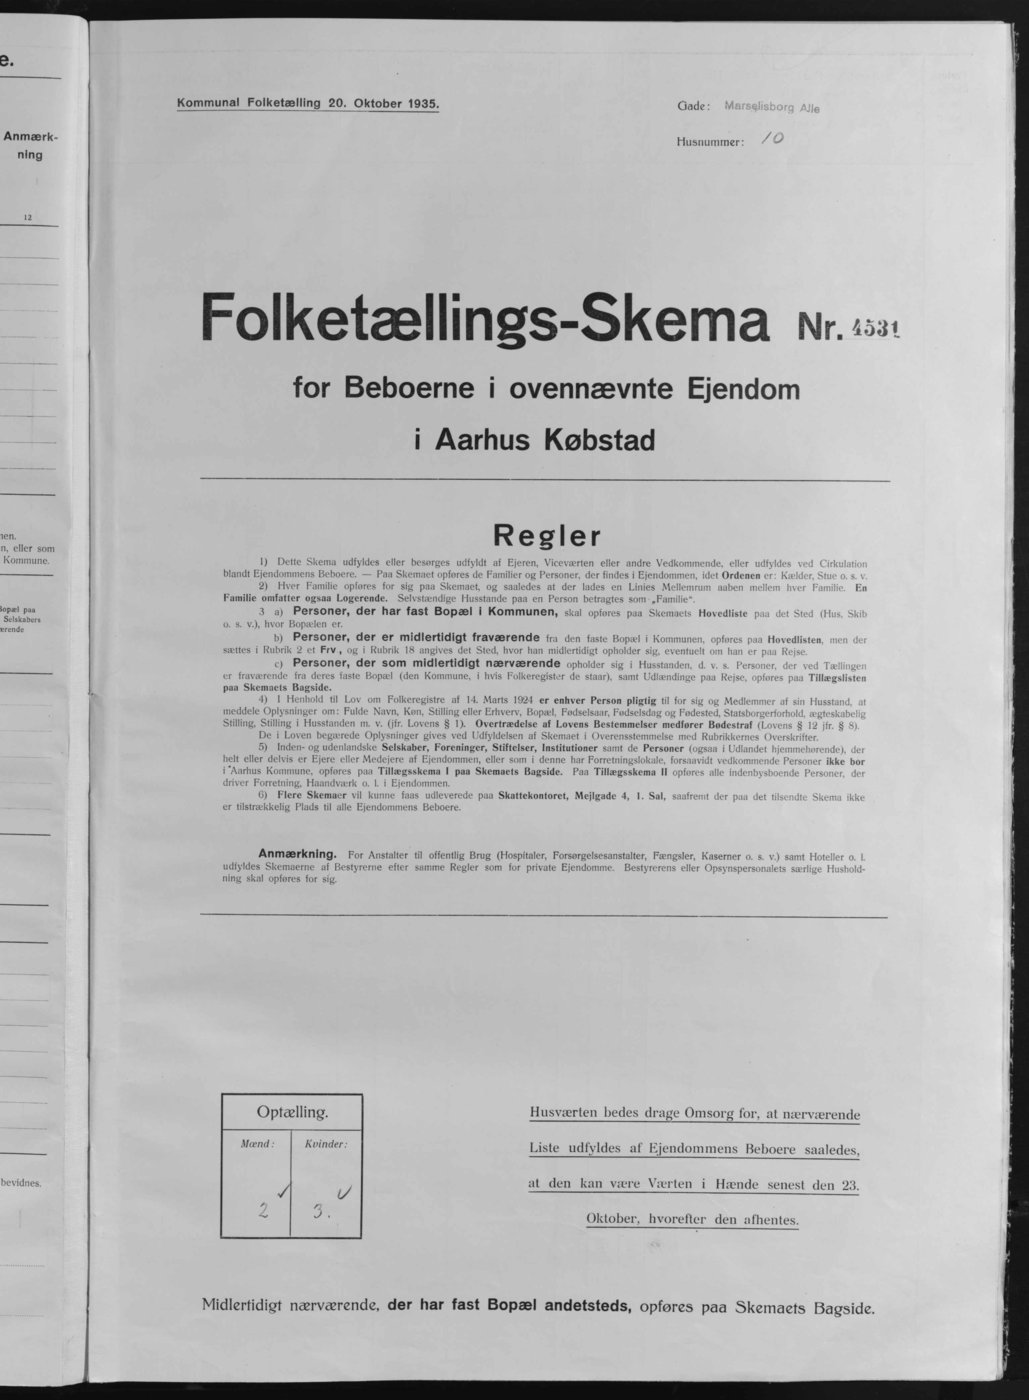 e.
Anmærk-
ning
12
nen.
n, eller som
Kommune.
Bopæl paa
Selskabers
ærende
bevidnes.
Kommunal Folketælling 20. Oktober 1935.
Gade: Marselisborg Alle
Husnummer: 10
Folketællings-Skema Nr. 4531
for Beboerne i ovennævnte Ejendom
i Aarhus Købstad
Regler
1) Dette Skema udfyldes eller besørges udfyldt af Ejeren, Viceværten eller andre Vedkommende, eller udfyldes ved Cirkulation
blandt Ejendommens Beboere. — Paa Skemaet opføres de Familier og Personer, der findes i Ejendommen, idet Ordenen er: Kælder, Stue o. s. v.
2) Hver Familie opføres for sig paa Skemaet, og saaledes at der lades en Linies Mellemrum aaben mellem hver Familie. En
Familie omfatter ogsaa Logerende. Selvstændige Husstande paa en Person betragtes som „Familie".
3 a) Personer, der har fast Bopæl i Kommunen, skal opføres paa Skemaets Hovedliste paa det Sted (Hus, Skib
o. s. v.), hvor Bopælen er.
b) Personer, der er midlertidigt fraværende fra den faste Bopæl i Kommunen, opføres paa Hovedlisten, men der
sættes i Rubrik 2 et Frv., og i Rubrik 18 angives det Sted, hvor han midlertidigt opholder sig, eventuelt om han er paa Rejse.
c) Personer, der som midlertidigt nærværende opholder sig i Husstanden, d. v. s. Personer, der ved Tællingen
er fraværende fra deres faste Bopæl (den Kommune, i hvis Folkeregister de staar), samt Udlændinge paa Rejse, opføres paa Tillægslisten
paa Skemaets Bagside.
4) I Henhold til Lov om Folkeregistre af 14. Marts 1924 er enhver Person pligtig til for sig og Medlemmer af sin Husstand, at
meddele Oplysninger om: Fulde Navn, Køn, Stilling eller Erhverv, Bopæl, Fødselsaar, Fødselsdag og Fødested, Statsborgerforhold, ægteskabelig
Stilling, Stilling i Husstanden m. v. (jfr. Lovens § 1). Overtrædelse af Lovens Bestemmelser medfører Bødestraf (Lovens § 12 jfr. § 8).
De i Loven begærede Oplysninger gives ved Udfyldelsen af Skemaet i Overensstemmelse med Rubrikkernes Overskrifter.
5) Inden- og udenlandske Selskaber, Foreninger, Stiftelser, Institutioner samt de Personer (ogsaa i Udlandet hjemmehørende), der
helt eller delvis er Ejere eller Medejere af Ejendommen, eller som i denne har Forretningslokale, forsaavidt vedkommende Personer ikke bor
i Aarhus Kommune, opføres paa Tillægsskema I paa Skemaets Bagside. Paa Tillægsskema II opføres alle indenbysboende Personer, der
driver Forretning, Haandværk o. l. i Ejendommen.
6) Flere Skemaer vil kunne faas udleverede paa Skattekontoret, Mejlgade 4, 1. Sal, saafremt der paa det tilsendte Skema ikke
er tilstrækkelig Plads til alle Ejendommens Beboere.
Anmærkning. For Anstalter til offentlig Brug (Hospitaler, Forsørgelsesanstalter, Fængsler, Kaserner o. s. v.) samt Hoteller o. l.
udfyldes Skemaerne af Bestyrerne efter samme Regler som for private Ejendomme. Bestyrerens eller Opsynspersonalets særlige Hushold-
ning skal opføres for sig.
Optælling.
Mænd: Kvinder:
2 3.
Husværten bedes drage Omsorg for, at nærværende
Liste udfyldes af Ejendommens Beboere saaledes,
at den kan være Værten i Hænde senest den 23.
Oktober, hvorefter den afhentes.
Midlertidigt nærværende, der har fast Bopæl andetsteds, opføres paa Skemaets Bagside.